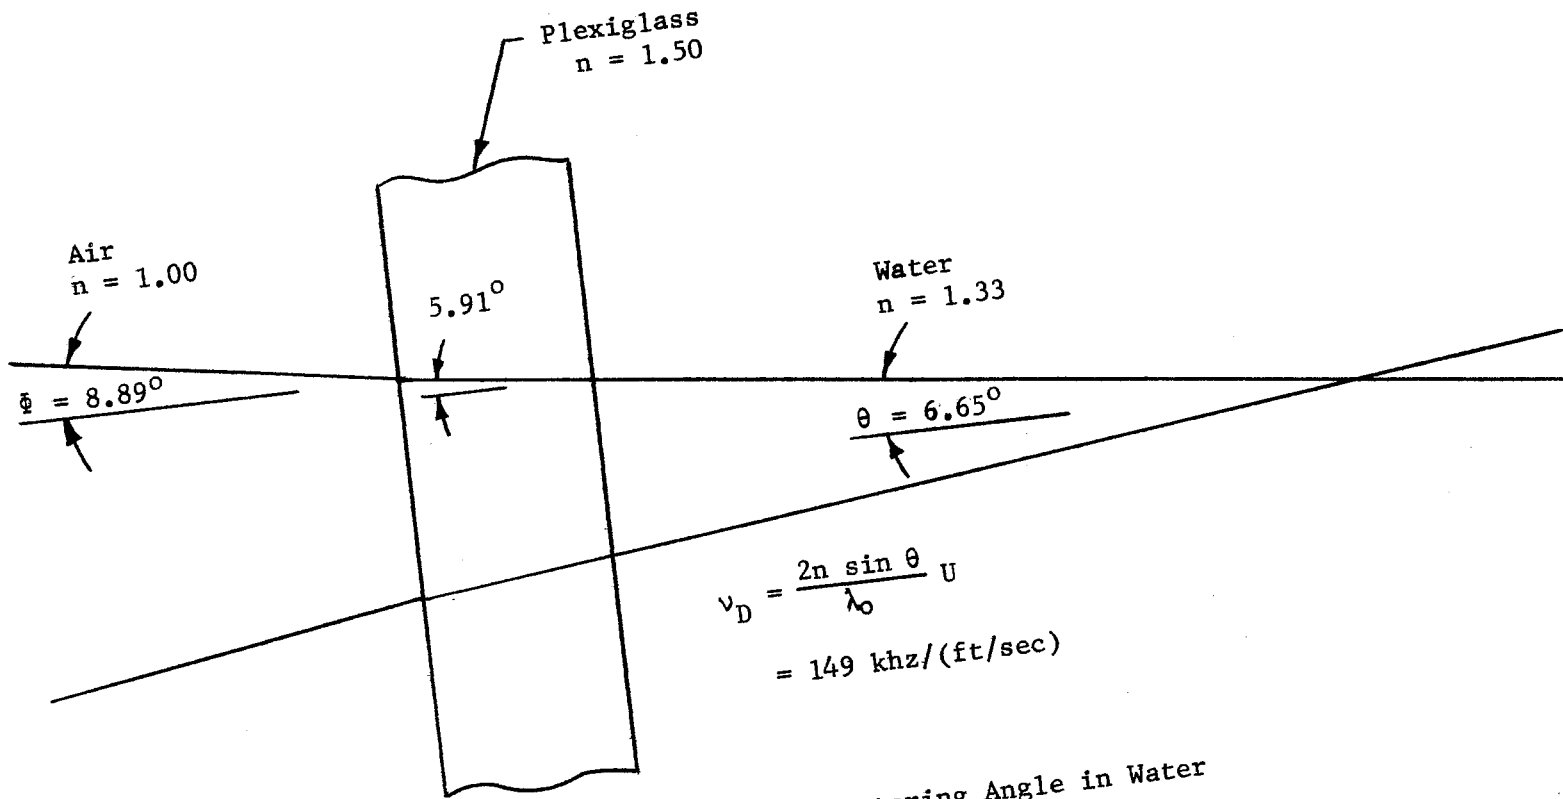 Plexiglass
n = 1.50
Air
n = 1.00
5.91°
Water
n = 1.33
Φ = 8.89°
θ = 6.65°
ν_D = 2n sin θ / λ₀ U
= 149 khz/(ft/sec)
Angle in Water